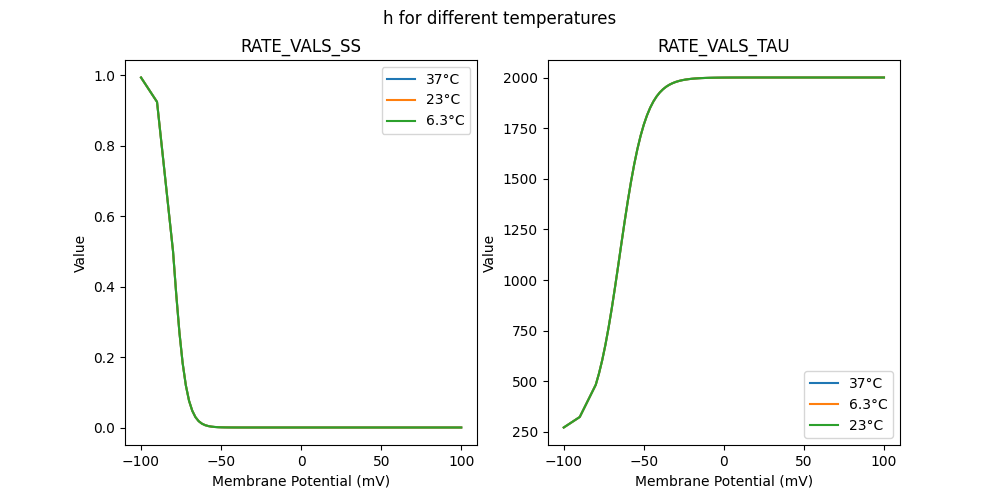 h for different temperatures
RATE_VALS_SS
1.0
0.8
0.6
0.4
0.2
0.0
Value
−100
−50
0
50
100
Membrane Potential (mV)
37°C
23°C
6.3°C
RATE_VALS_TAU
2000
1750
1500
1250
1000
750
500
250
Value
−100
−50
0
50
100
Membrane Potential (mV)
37°C
6.3°C
23°C